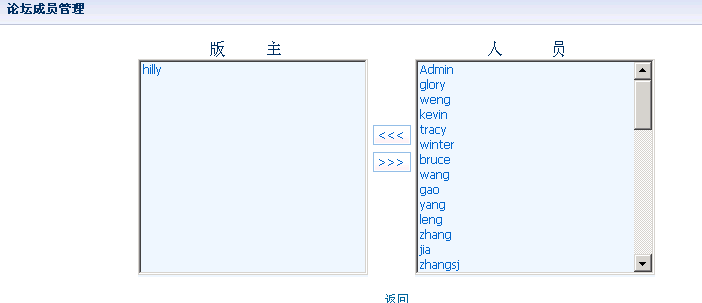 论坛成员管理
版 主
人 员
hilly
<<<
>>>
Admin
glory
weng
kevin
tracy
winter
bruce
wang
gao
yang
leng
zhang
jia
zhangsj
返回